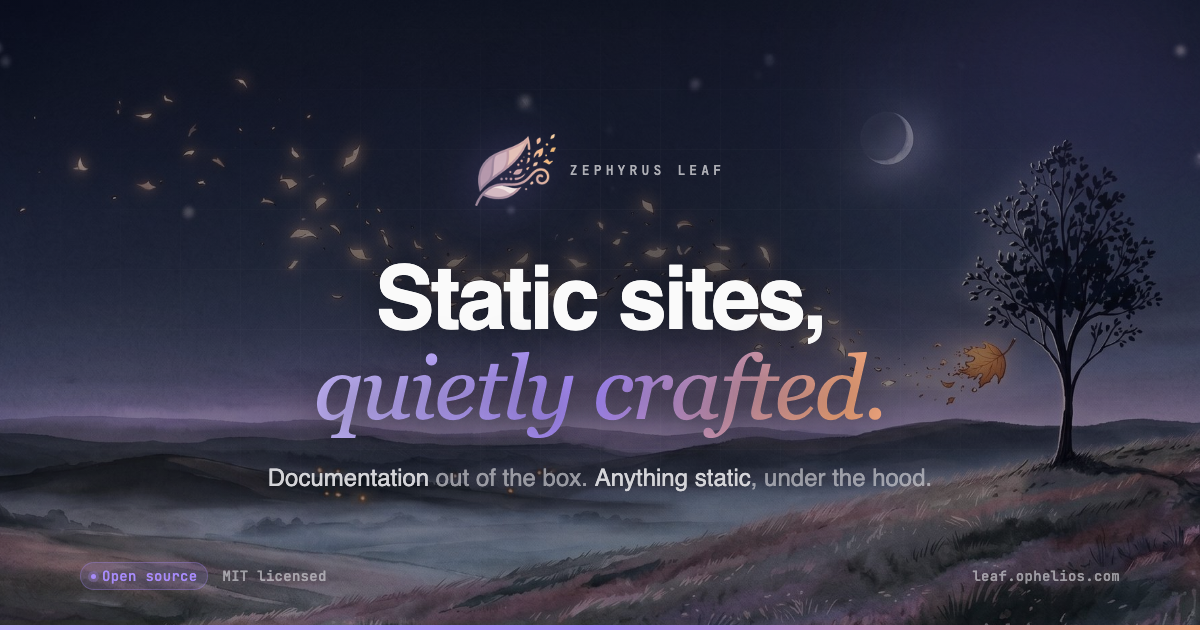 ZEPHYRUS LEAF
Static sites,
quietly crafted.
Documentation out of the box. Anything static, under the hood.
Open source
MIT licensed
leaf.ophelios.com